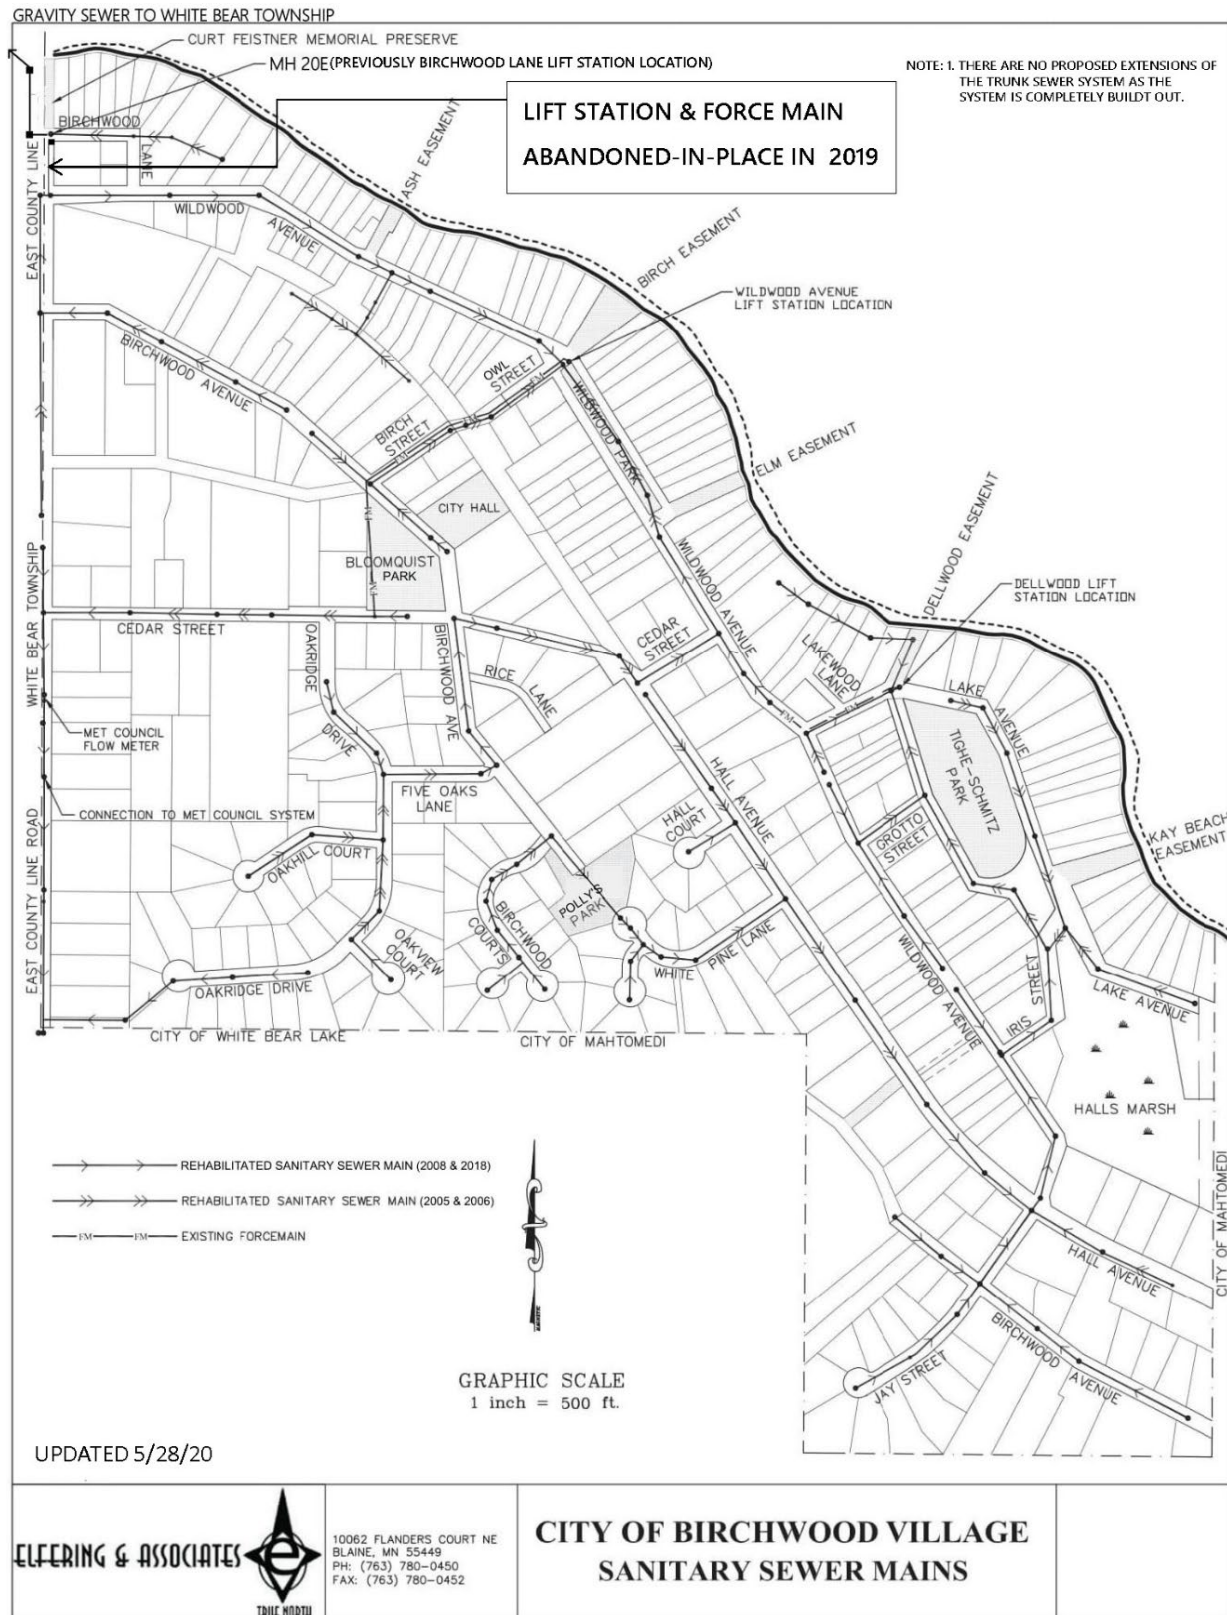 GRAVITY SEWER TO WHITE BEAR TOWNSHIP
CURT FEISTNER MEMORIAL PRESERVE
MH 20E(PREVIOUSLY BIRCHWOOD LANE LIFT STATION LOCATION)
NOTE: 1. THERE ARE NO PROPOSED EXTENSIONS OF
THE TRUNK SEWER SYSTEM AS THE
SYSTEM IS COMPLETELY BUILDT OUT.
LIFT STATION & FORCE MAIN
ABANDONED-IN-PLACE IN 2019
BIRCHWOOD
LANE
EAST COUNTY LINE
WILDWOOD
AVENUE
ASH EASEMENT
BIRCH EASEMENT
WILDWOOD AVENUE
LIFT STATION LOCATION
BIRCHWOOD AVENUE
OWL
STREET
FM
WILDWOOD
PARK
BIRCH
STREET
FM
FM
ELM EASEMENT
CITY HALL
FM
BLOOMQUIST
PARK
FM
DELLWOOD EASEMENT
WILDWOOD AVENUE
DELLWOOD LIFT
STATION LOCATION
WHITE BEAR TOWNSHIP
CEDAR STREET
OAKRIDGE
DRIVE
BIRCHWOOD AVE
RICE
LANE
CEDAR
STREET
LAKEWOOD
LANE
LAKE
AVENUE
FM
FM
MET COUNCIL
FLOW METER
TIGHE-SCHMITZ
PARK
FIVE OAKS
LANE
HALL AVENUE
CONNECTION TO MET COUNCIL SYSTEM
HALL
COURT
GROTTO
STREET
KAY BEACH
EASEMENT
OAKHILL COURT
EAST COUNTY LINE ROAD
POLLY'S
PARK
BIRCHWOOD
COURTS
OAKVIEW
COURT
WHITE
PINE LANE
OAKRIDGE DRIVE
WILDWOOD AVENUE
STREET
IRIS
LAKE AVENUE
CITY OF WHITE BEAR LAKE
CITY OF MAHTOMEDI
HALLS MARSH
CITY OF MAHTOMEDI
REHABILITATED SANITARY SEWER MAIN (2008 & 2018)
REHABILITATED SANITARY SEWER MAIN (2005 & 2006)
FM FM EXISTING FORCEMAIN
HALL AVENUE
BIRCHWOOD AVENUE
JAY STREET
GRAPHIC SCALE
1 inch = 500 ft.
UPDATED 5/28/20
ELFERING & ASSOCIATES
e
TRUE NORTH
10062 FLANDERS COURT NE
BLAINE, MN 55449
PH: (763) 780-0450
FAX: (763) 780-0452
CITY OF BIRCHWOOD VILLAGE
SANITARY SEWER MAINS